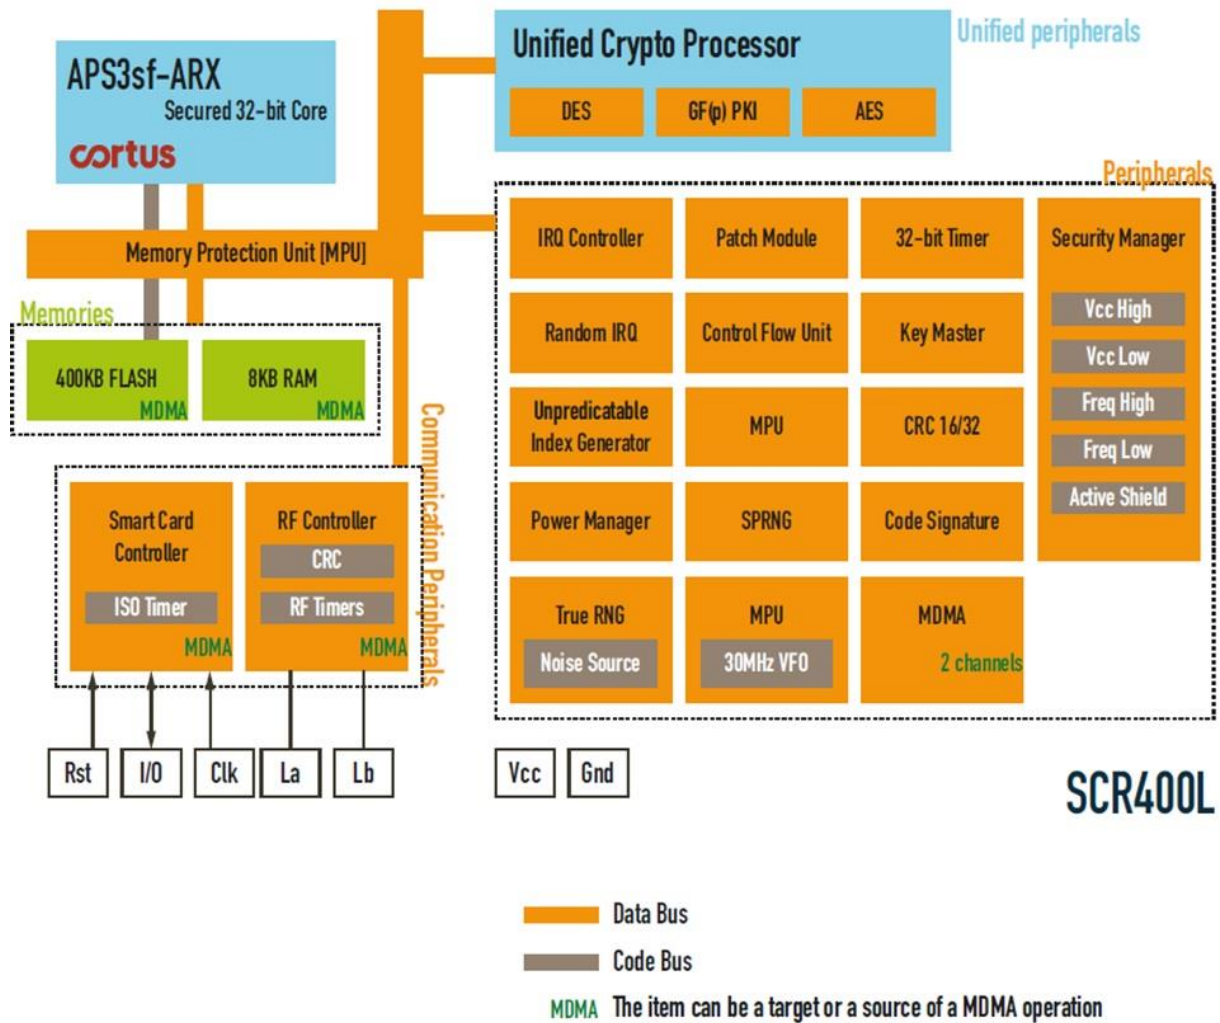 Unified peripherals
APS3sf-ARX
Secured 32-bit Core
cortus
Unified Crypto Processor
DES
GF(p) PKI
AES
Memory Protection Unit [MPU]
Memories
400KB FLASH
MDMA
8KB RAM
MDMA
Communication Peripherals
Smart Card
Controller
ISO Timer
MDMA
RF Controller
CRC
RF Timers
MDMA
Rst
I/O
Clk
La
Lb
Peripherals
IRQ Controller
Patch Module
32-bit Timer
Security Manager
Vcc High
Vcc Low
Freq High
Freq Low
Active Shield
Random IRQ
Control Flow Unit
Key Master
Unpredicatable
Index Generator
MPU
CRC 16/32
Power Manager
SPRNG
Code Signature
True RNG
Noise Source
MPU
30MHz VFO
MDMA
2 channels
Vcc
Gnd
SCR400L
Data Bus
Code Bus
MDMA The item can be a target or a source of a MDMA operation